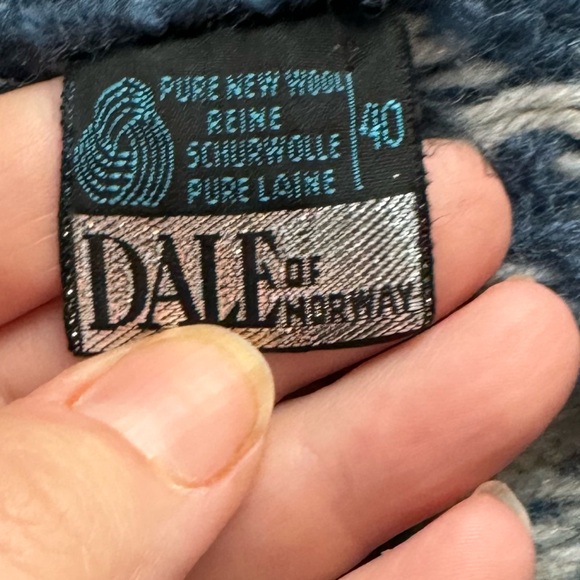 PURE NEW WOOL
REINE
SCHURWOLLE
PURE LAINE
40
DALE OF
NORWAY